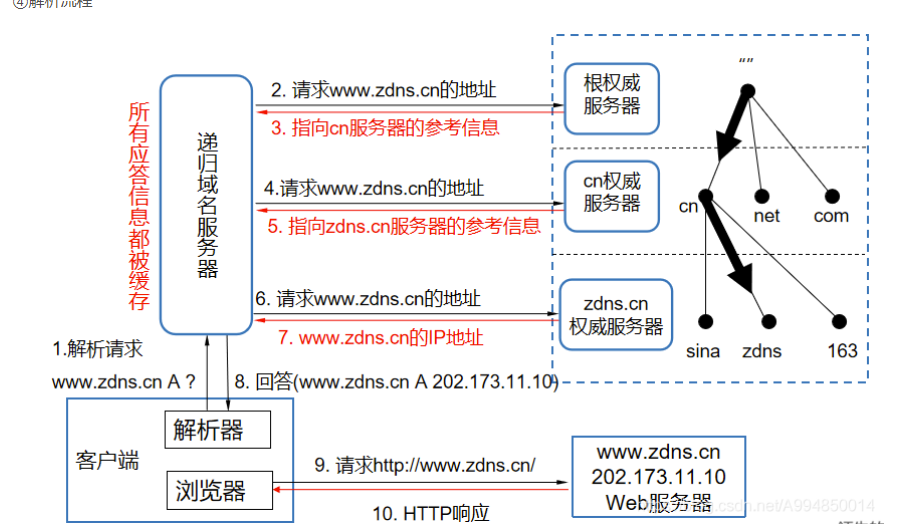 ④解析流程
“”
2. 请求www.zdns.cn的地址
根权威
服务器
3. 指向cn服务器的参考信息
所有应答信息都被缓存
递归域名服务器
4.请求www.zdns.cn的地址
cn权威
服务器
cn
net
com
5. 指向zdns.cn服务器的参考信息
6. 请求www.zdns.cn的地址
zdns.cn
权威服务器
7. www.zdns.cn的IP地址
sina
zdns
163
1.解析请求
www.zdns.cn A ?
8. 回答(www.zdns.cn A 202.173.11.10)
解析器
客户端
浏览器
9. 请求http://www.zdns.cn/
10. HTTP响应
www.zdns.cn
202.173.11.10
Web服务器
csdn.net/A994850014